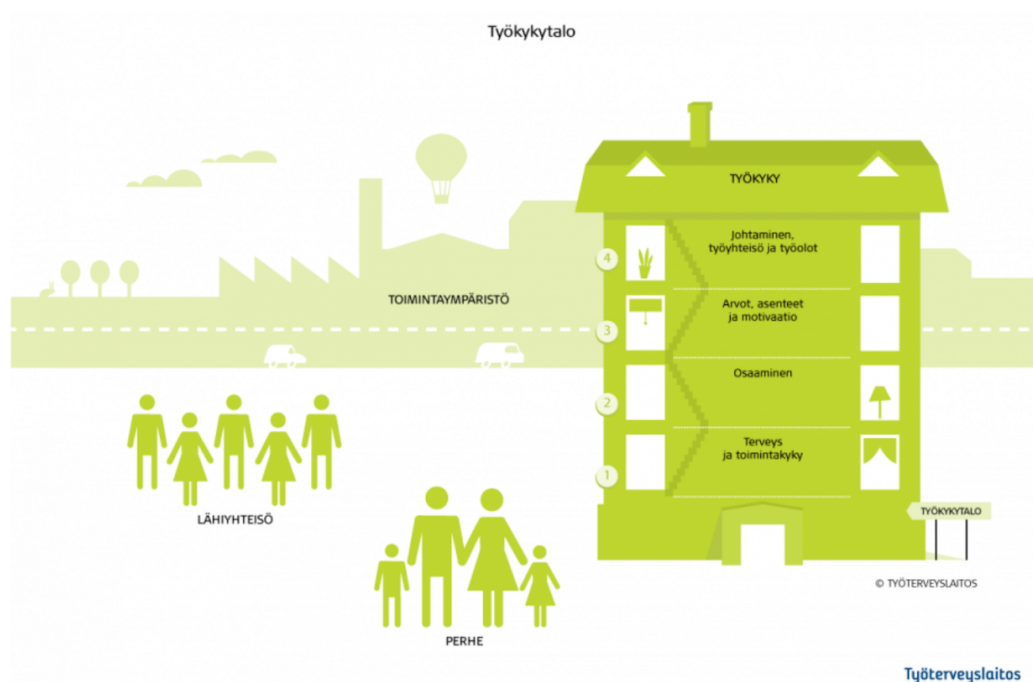 Työkykytalo
TYÖKYKY
4
Johtaminen,
työyhteisö ja työolot
3
Arvot, asenteet
ja motivaatio
2
Osaaminen
1
Terveys
ja toimintakyky
TOIMINTAYMPÄRISTÖ
LÄHIYHTEISÖ
PERHE
TYÖKYKYTALO
© TYÖTERVEYSLAITOS
Työterveyslaitos